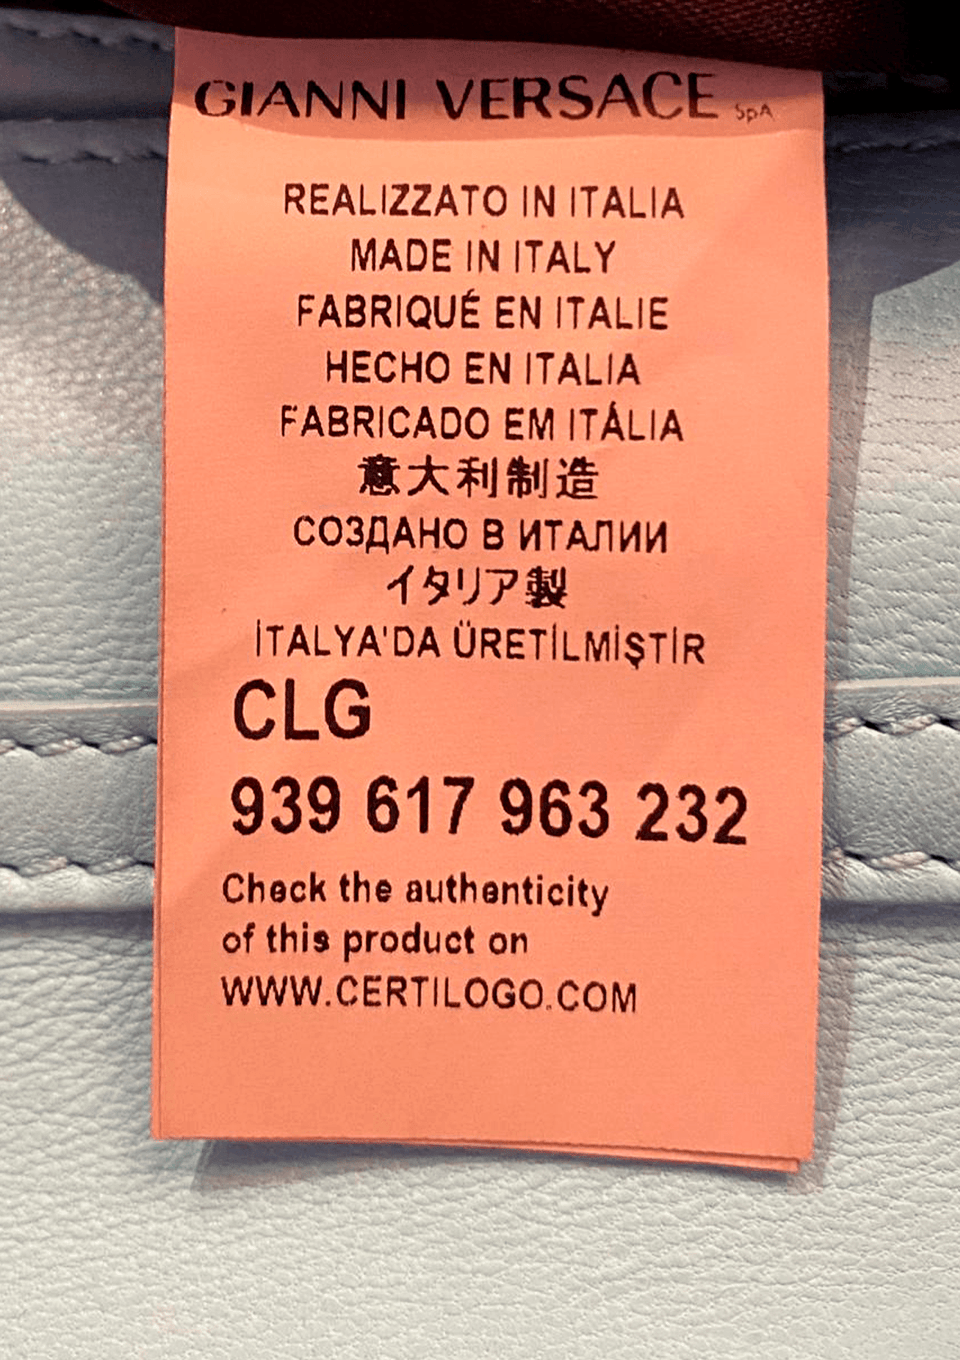 GIANNI VERSACE SpA
REALIZZATO IN ITALIA
MADE IN ITALY
FABRIQUÉ EN ITALIE
HECHO EN ITALIA
FABRICADO EM ITÁLIA
意大利制造
СОЗДАНО В ИТАЛИИ
イタリア製
İTALYA'DA ÜRETİLMİŞTİR
CLG
939 617 963 232
Check the authenticity
of this product on
WWW.CERTILOGO.COM